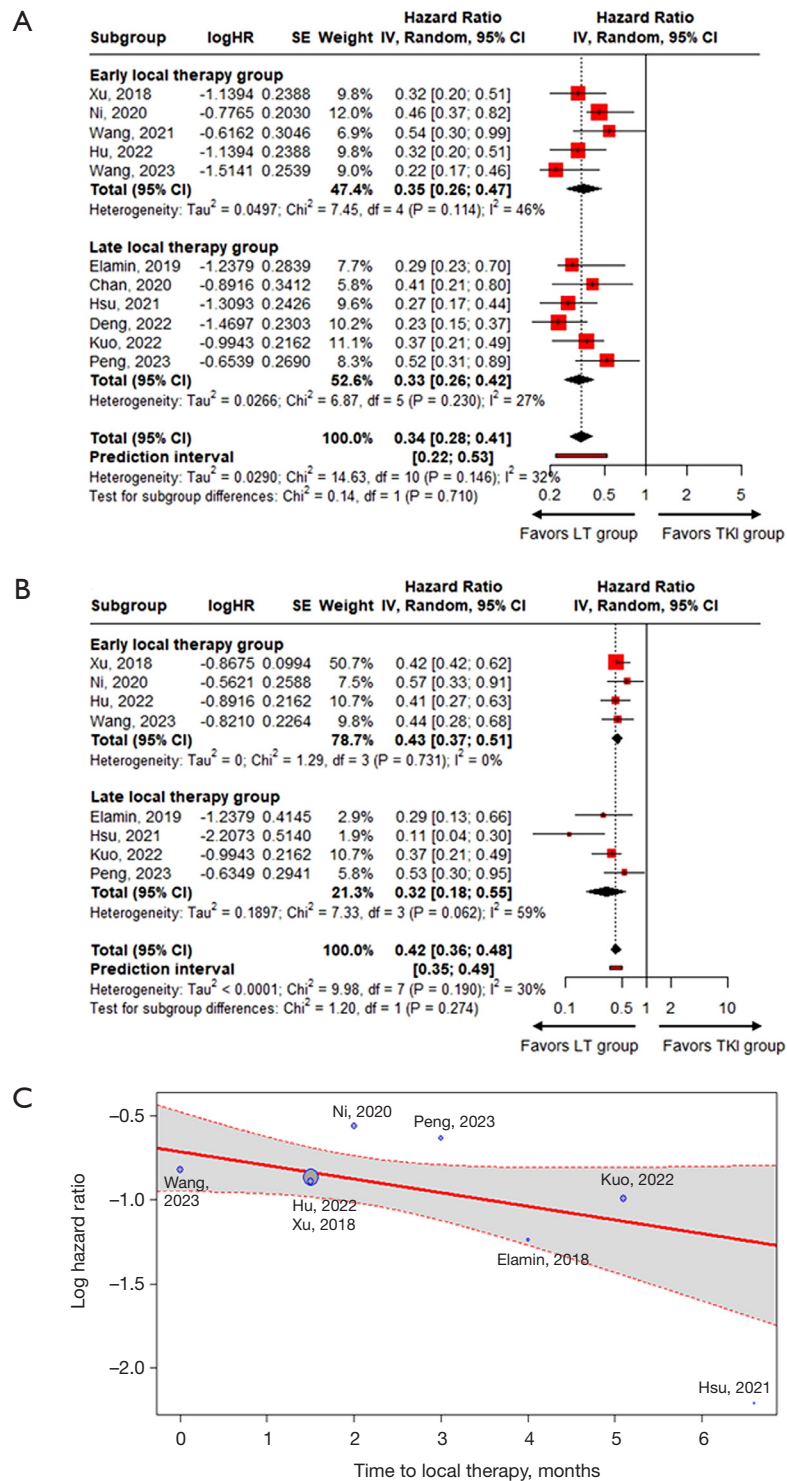 A
Hazard Ratio Hazard Ratio
Subgroup logHR SE Weight IV, Random, 95% CI IV, Random, 95% CI
Early local therapy group
Xu, 2018 -1.1394 0.2388 9.8% 0.32 [0.20; 0.51]
Ni, 2020 -0.7765 0.2030 12.0% 0.46 [0.37; 0.82]
Wang, 2021 -0.6162 0.3046 6.9% 0.54 [0.30; 0.99]
Hu, 2022 -1.1394 0.2388 9.8% 0.32 [0.20; 0.51]
Wang, 2023 -1.5141 0.2539 9.0% 0.22 [0.17; 0.46]
Total (95% CI) 47.4% 0.35 [0.26; 0.47]
Heterogeneity: Tau² = 0.0497; Chi² = 7.45, df = 4 (P = 0.114); I² = 46%
Late local therapy group
Elamin, 2019 -1.2379 0.2839 7.7% 0.29 [0.23; 0.70]
Chan, 2020 -0.8916 0.3412 5.8% 0.41 [0.21; 0.80]
Hsu, 2021 -1.3093 0.2426 9.6% 0.27 [0.17; 0.44]
Deng, 2022 -1.4697 0.2303 10.2% 0.23 [0.15; 0.37]
Kuo, 2022 -0.9943 0.2162 11.1% 0.37 [0.21; 0.49]
Peng, 2023 -0.6539 0.2690 8.3% 0.52 [0.31; 0.89]
Total (95% CI) 52.6% 0.33 [0.26; 0.42]
Heterogeneity: Tau² = 0.0266; Chi² = 6.87, df = 5 (P = 0.230); I² = 27%
Total (95% CI) 100.0% 0.34 [0.28; 0.41]
Prediction interval [0.22; 0.53]
Heterogeneity: Tau² = 0.0290; Chi² = 14.63, df = 10 (P = 0.146); I² = 32%
Test for subgroup differences: Chi² = 0.14, df = 1 (P = 0.710)
0.2 0.5 1 2 5
Favors LT group Favors TKI group
B
Hazard Ratio Hazard Ratio
Subgroup logHR SE Weight IV, Random, 95% CI IV, Random, 95% CI
Early local therapy group
Xu, 2018 -0.8675 0.0994 50.7% 0.42 [0.42; 0.62]
Ni, 2020 -0.5621 0.2588 7.5% 0.57 [0.33; 0.91]
Hu, 2022 -0.8916 0.2162 10.7% 0.41 [0.27; 0.63]
Wang, 2023 -0.8210 0.2264 9.8% 0.44 [0.28; 0.68]
Total (95% CI) 78.7% 0.43 [0.37; 0.51]
Heterogeneity: Tau² = 0; Chi² = 1.29, df = 3 (P = 0.731); I² = 0%
Late local therapy group
Elamin, 2019 -1.2379 0.4145 2.9% 0.29 [0.13; 0.66]
Hsu, 2021 -2.2073 0.5140 1.9% 0.11 [0.04; 0.30]
Kuo, 2022 -0.9943 0.2162 10.7% 0.37 [0.21; 0.49]
Peng, 2023 -0.6349 0.2941 5.8% 0.53 [0.30; 0.95]
Total (95% CI) 21.3% 0.32 [0.18; 0.55]
Heterogeneity: Tau² = 0.1897; Chi² = 7.33, df = 3 (P = 0.062); I² = 59%
Total (95% CI) 100.0% 0.42 [0.36; 0.48]
Prediction interval [0.35; 0.49]
Heterogeneity: Tau² < 0.0001; Chi² = 9.98, df = 7 (P = 0.190); I² = 30%
Test for subgroup differences: Chi² = 1.20, df = 1 (P = 0.274)
0.1 0.5 1 2 10
Favors LT group Favors TKI group
C
Log hazard ratio
−0.5
−1.0
−1.5
−2.0
Ni, 2020
Peng, 2023
Wang,
2023
Hu, 2022
Xu, 2018
Kuo, 2022
Elamin, 2018
Hsu, 2021
0 1 2 3 4 5 6
Time to local therapy, months